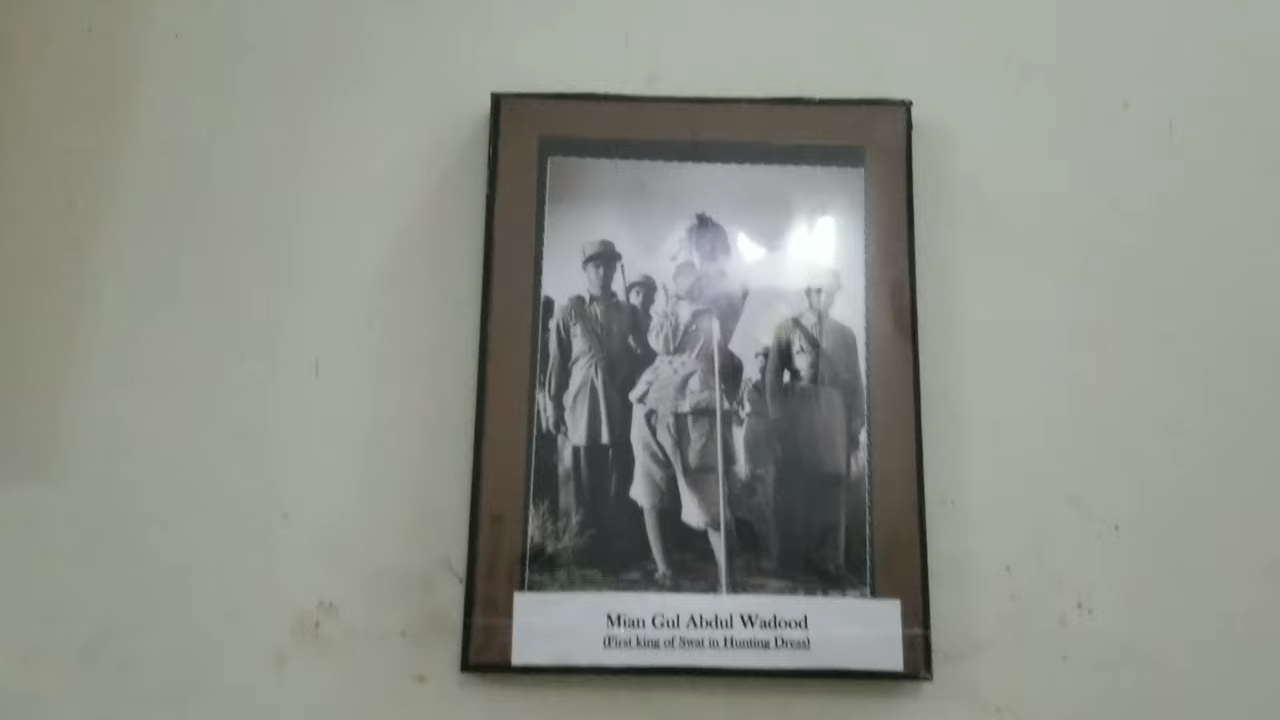 Mian Gul Abdul Wadood
(First king of Swat in Hunting Dress)